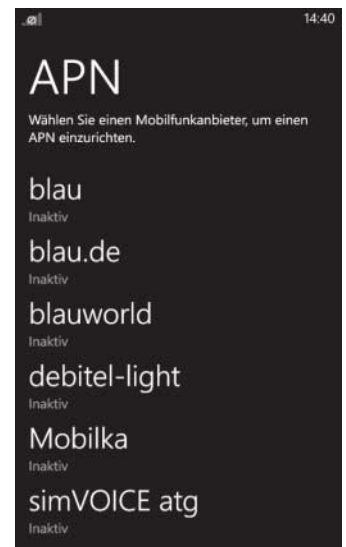 14:40
APN
Wählen Sie einen Mobilfunkanbieter, um einen
APN einzurichten.
blau
Inaktiv
blau.de
Inaktiv
blauworld
Inaktiv
debitel-light
Inaktiv
Mobilka
Inaktiv
simVOICE atg
Inaktiv